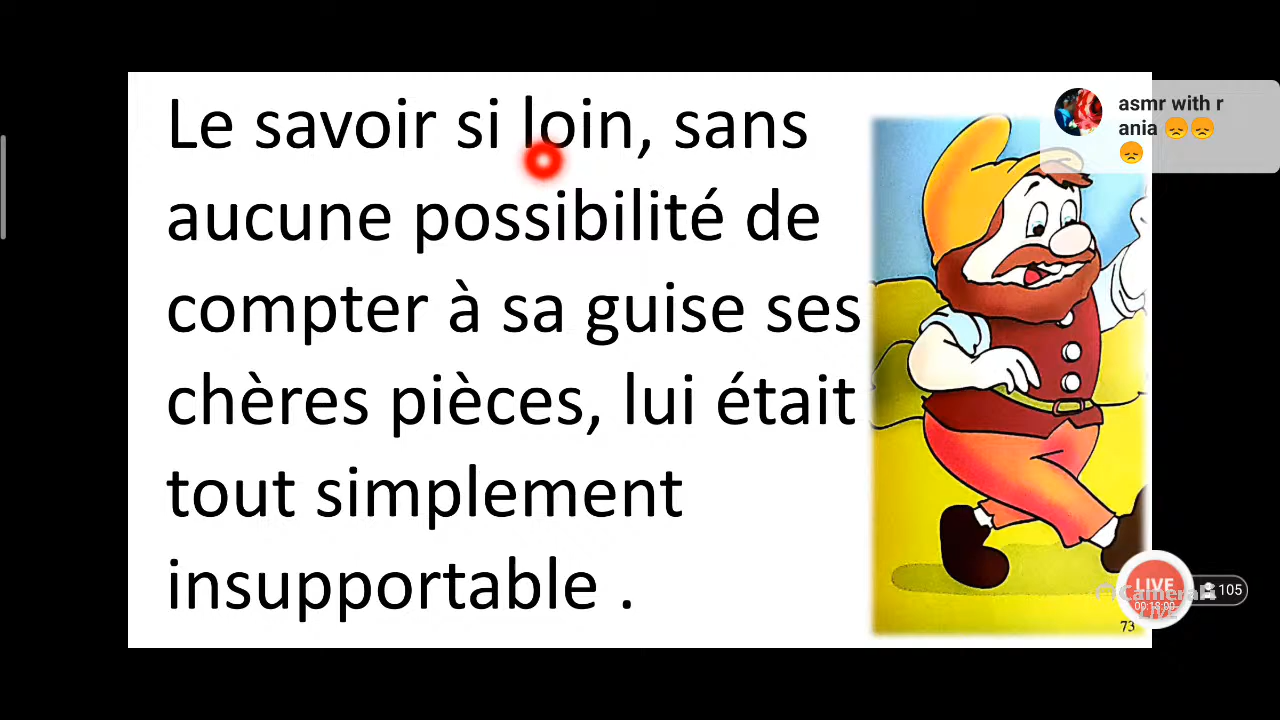 Le savoir si loin, sans
aucune possibilité de
compter à sa guise ses
chères pièces, lui était
tout simplement
insupportable .
asmr with r
ania
LIVE
105
73